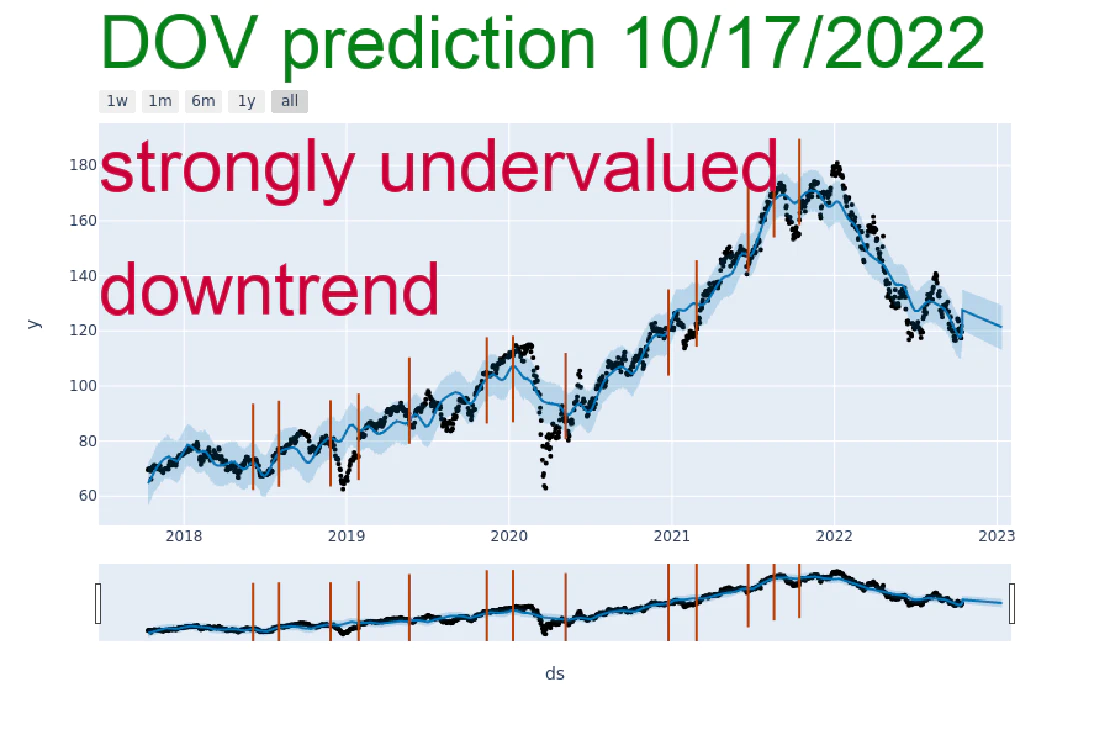 DOV prediction 10/17/2022
1w 1m 6m 1y all
strongly undervalued
downtrend
180
160
140
120
100
80
60
y
2018 2019 2020 2021 2022 2023
ds